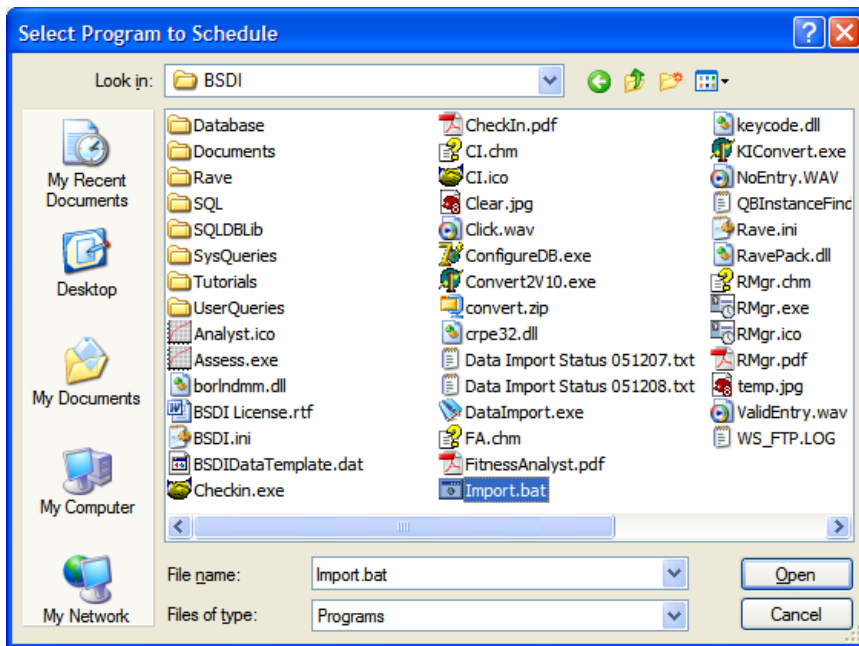 Select Program to Schedule
Look in:
BSDI
My Recent
Documents
Desktop
My Documents
My Computer
My Network
Database
Documents
Rave
SQL
SQLDBLib
SysQueries
Tutorials
UserQueries
Analyst.ico
Assess.exe
borlndmm.dll
BSDI License.rtf
BSDI.ini
BSDIDataTemplate.dat
Checkin.exe
CheckIn.pdf
CI.chm
CI.ico
Clear.jpg
Click.wav
ConfigureDB.exe
Convert2V10.exe
convert.zip
crpe32.dll
Data Import Status 051207.txt
Data Import Status 051208.txt
DataImport.exe
FA.chm
FitnessAnalyst.pdf
Import.bat
keycode.dll
KIConvert.exe
NoEntry.WAV
QBInstanceFind
Rave.ini
RavePack.dll
RMgr.chm
RMgr.exe
RMgr.ico
RMgr.pdf
temp.jpg
ValidEntry.wav
WS_FTP.LOG
File name:
Import.bat
Open
Files of type:
Programs
Cancel